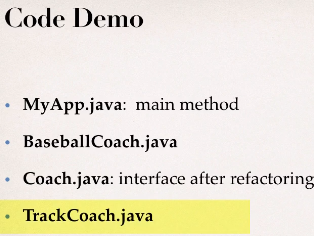 Code Demo
• MyApp.java: main method
• BaseballCoach.java
• Coach.java: interface after refactoring
• TrackCoach.java